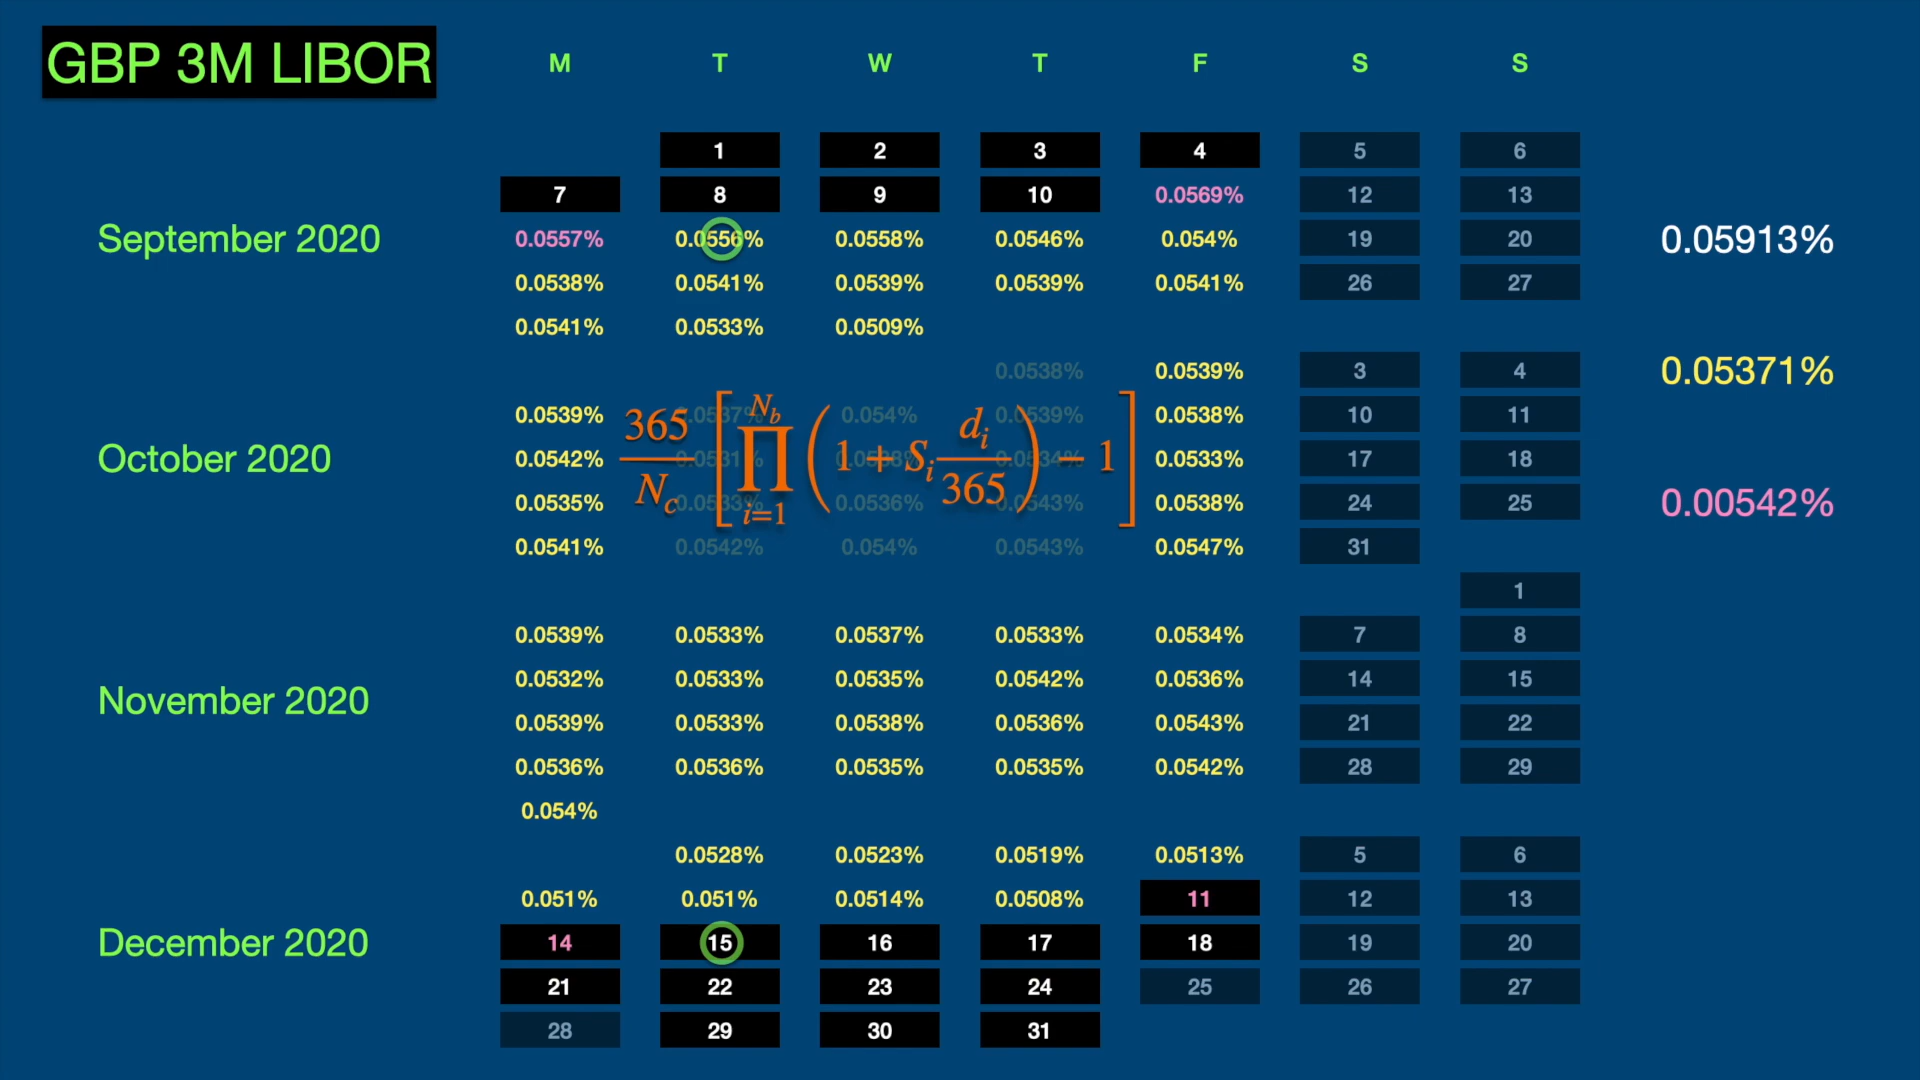 GBP 3M LIBOR M T W T F S S
1 2 3 4 5 6
7 8 9 10 0.0569% 12 13
September 2020 0.0557% 0.0556% 0.0558% 0.0546% 0.054% 19 20 0.05913%
0.0538% 0.0541% 0.0539% 0.0539% 0.0541% 26 27
0.0541% 0.0533% 0.0509%
0.0538% 0.0539% 3 4 0.05371%
0.0539% 0.054% 0.0538% 10 11
October 2020 0.0542% 0.0533% 17 18
0.0535% 0.0536% 0.0538% 24 25 0.00542%
0.0541% 0.0542% 0.054% 0.0543% 0.0547% 31
365/N_c [∏_{i=1}^{N_b} (1 + S_i d_i/365) − 1]
1
0.0539% 0.0533% 0.0537% 0.0533% 0.0534% 7 8
0.0532% 0.0533% 0.0535% 0.0542% 0.0536% 14 15
November 2020 0.0539% 0.0533% 0.0538% 0.0536% 0.0543% 21 22
0.0536% 0.0536% 0.0535% 0.0535% 0.0542% 28 29
0.054%
0.0528% 0.0523% 0.0519% 0.0513% 5 6
0.051% 0.051% 0.0514% 0.0508% 11 12 13
December 2020 14 15 16 17 18 19 20
21 22 23 24 25 26 27
28 29 30 31